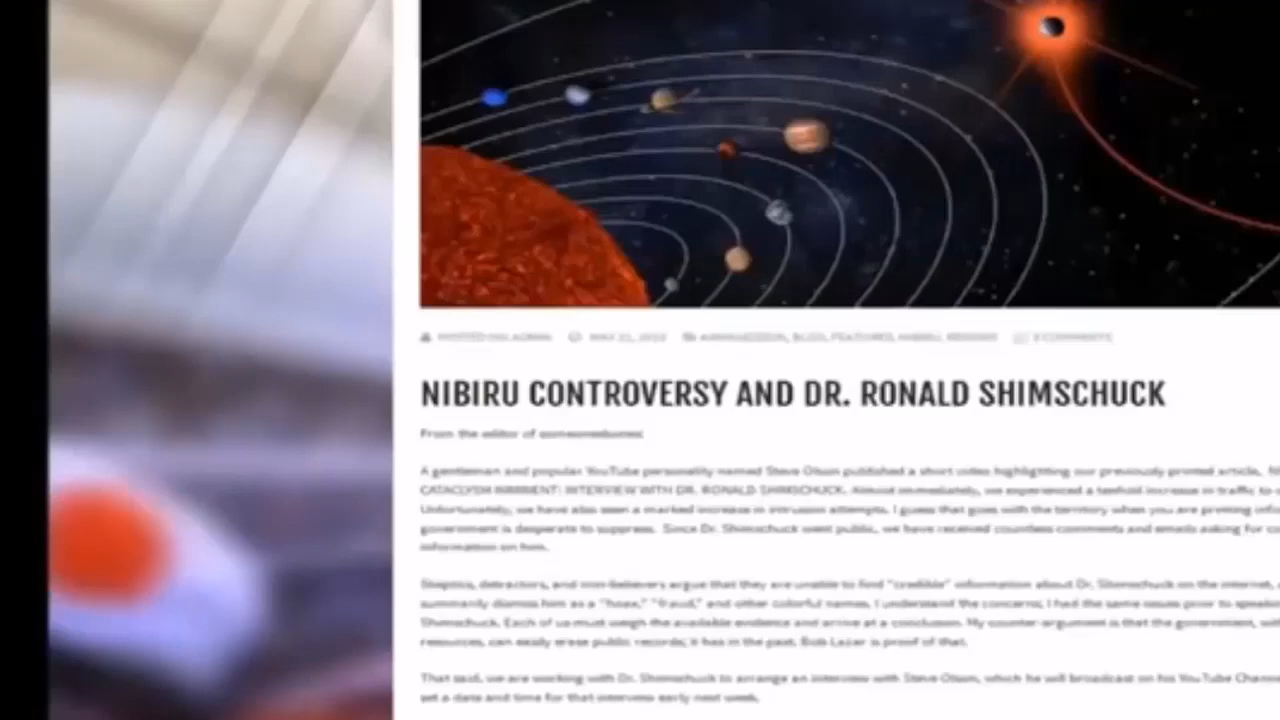 NIBIRU CONTROVERSY AND DR. RONALD SHIMSCHUCK
From the editor of
A gentleman and popular YouTube personality named Steve Olson published a short video highlighting our previously printed article,
CATACLYSM IMMINENT: INTERVIEW WITH DR. RONALD SHIMSCHUCK. Almost immediately, we experienced a tenfold increase in traffic to
Unfortunately, we have also seen a marked increase in intrusion attempts. I guess that goes with the territory when you are printing
government is desperate to suppress. Since Dr. Shimschuck went public, we have received countless comments and emails asking for
information on him.
Skeptics, detractors, and non-believers argue that they are unable to find "credible" information about Dr. Shimschuck on the internet,
summarily dismiss him as a "hoax," "fraud," and other colorful names. I understand the concerns; I had the same issues prior to
Shimschuck. Each of us must weigh the available evidence and arrive at a conclusion. My counter-argument is that the government,
resources, can easily erase public records; it has in the past. Bob Lazar is proof of that.
That said, we are working with Dr. Shimschuck to arrange an interview with Steve Olson, which he will broadcast on his YouTube
set a date and time for that interview early next week.